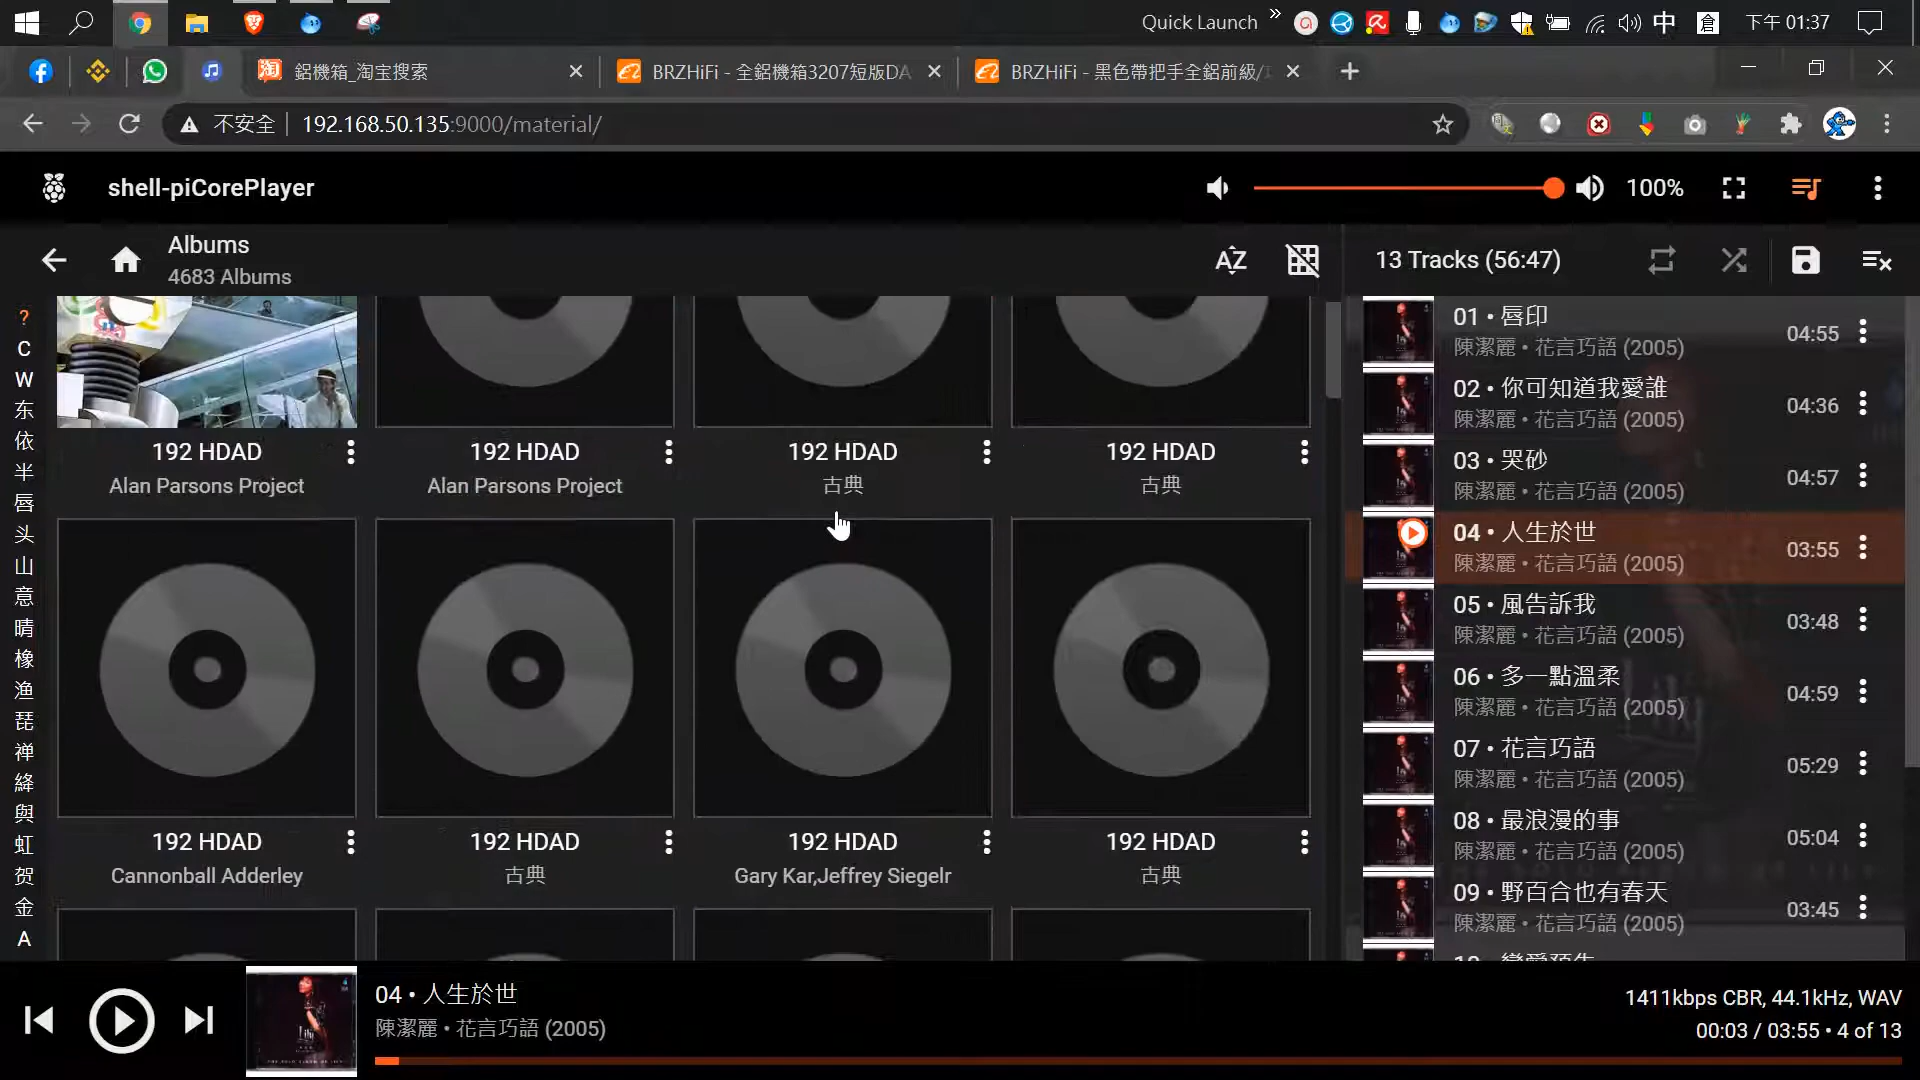 Quick Launch
中
倉
下午 01:37
鋁機箱_淘宝搜索
BRZHiFi - 全鋁機箱3207短版DA
BRZHiFi - 黑色帶把手全鋁前級/
不安全
192.168.50.135:9000/material/
shell-piCorePlayer
100%
Albums
4683 Albums
AZ
13 Tracks (56:47)
?
C
W
东
依
半
唇
头
山
意
晴
橡
渔
琵
禅
絳
與
虹
贺
金
A
192 HDAD
Alan Parsons Project
192 HDAD
Alan Parsons Project
192 HDAD
古典
192 HDAD
古典
192 HDAD
Cannonball Adderley
192 HDAD
古典
192 HDAD
Gary Kar,Jeffrey Siegelr
192 HDAD
古典
01 • 唇印
陳潔麗 • 花言巧語 (2005)
04:55
02 • 你可知道我愛誰
陳潔麗 • 花言巧語 (2005)
04:36
03 • 哭砂
陳潔麗 • 花言巧語 (2005)
04:57
04 • 人生於世
陳潔麗 • 花言巧語 (2005)
03:55
05 • 風告訴我
陳潔麗 • 花言巧語 (2005)
03:48
06 • 多一點溫柔
陳潔麗 • 花言巧語 (2005)
04:59
07 • 花言巧語
陳潔麗 • 花言巧語 (2005)
05:29
08 • 最浪漫的事
陳潔麗 • 花言巧語 (2005)
05:04
09 • 野百合也有春天
陳潔麗 • 花言巧語 (2005)
03:45
04 • 人生於世
陳潔麗 • 花言巧語 (2005)
1411kbps CBR, 44.1kHz, WAV
00:03 / 03:55 • 4 of 13